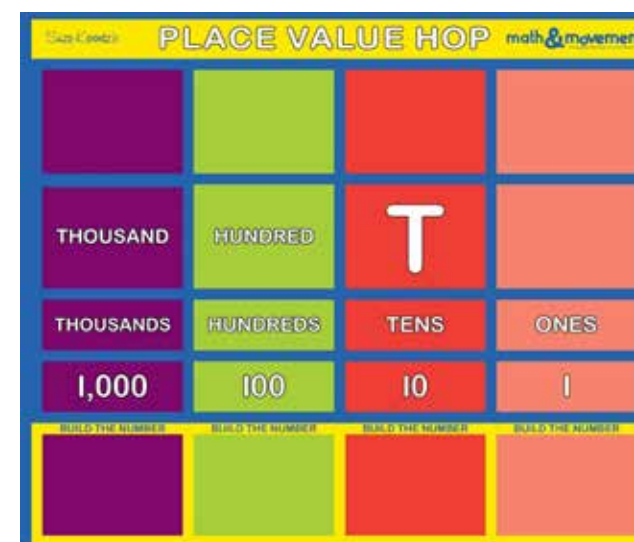 PLACE VALUE HOP math&movement
THOUSAND HUNDRED T
THOUSANDS HUNDREDS TENS ONES
1,000 100 10 1
BUILD THE NUMBER BUILD THE NUMBER BUILD THE NUMBER BUILD THE NUMBER